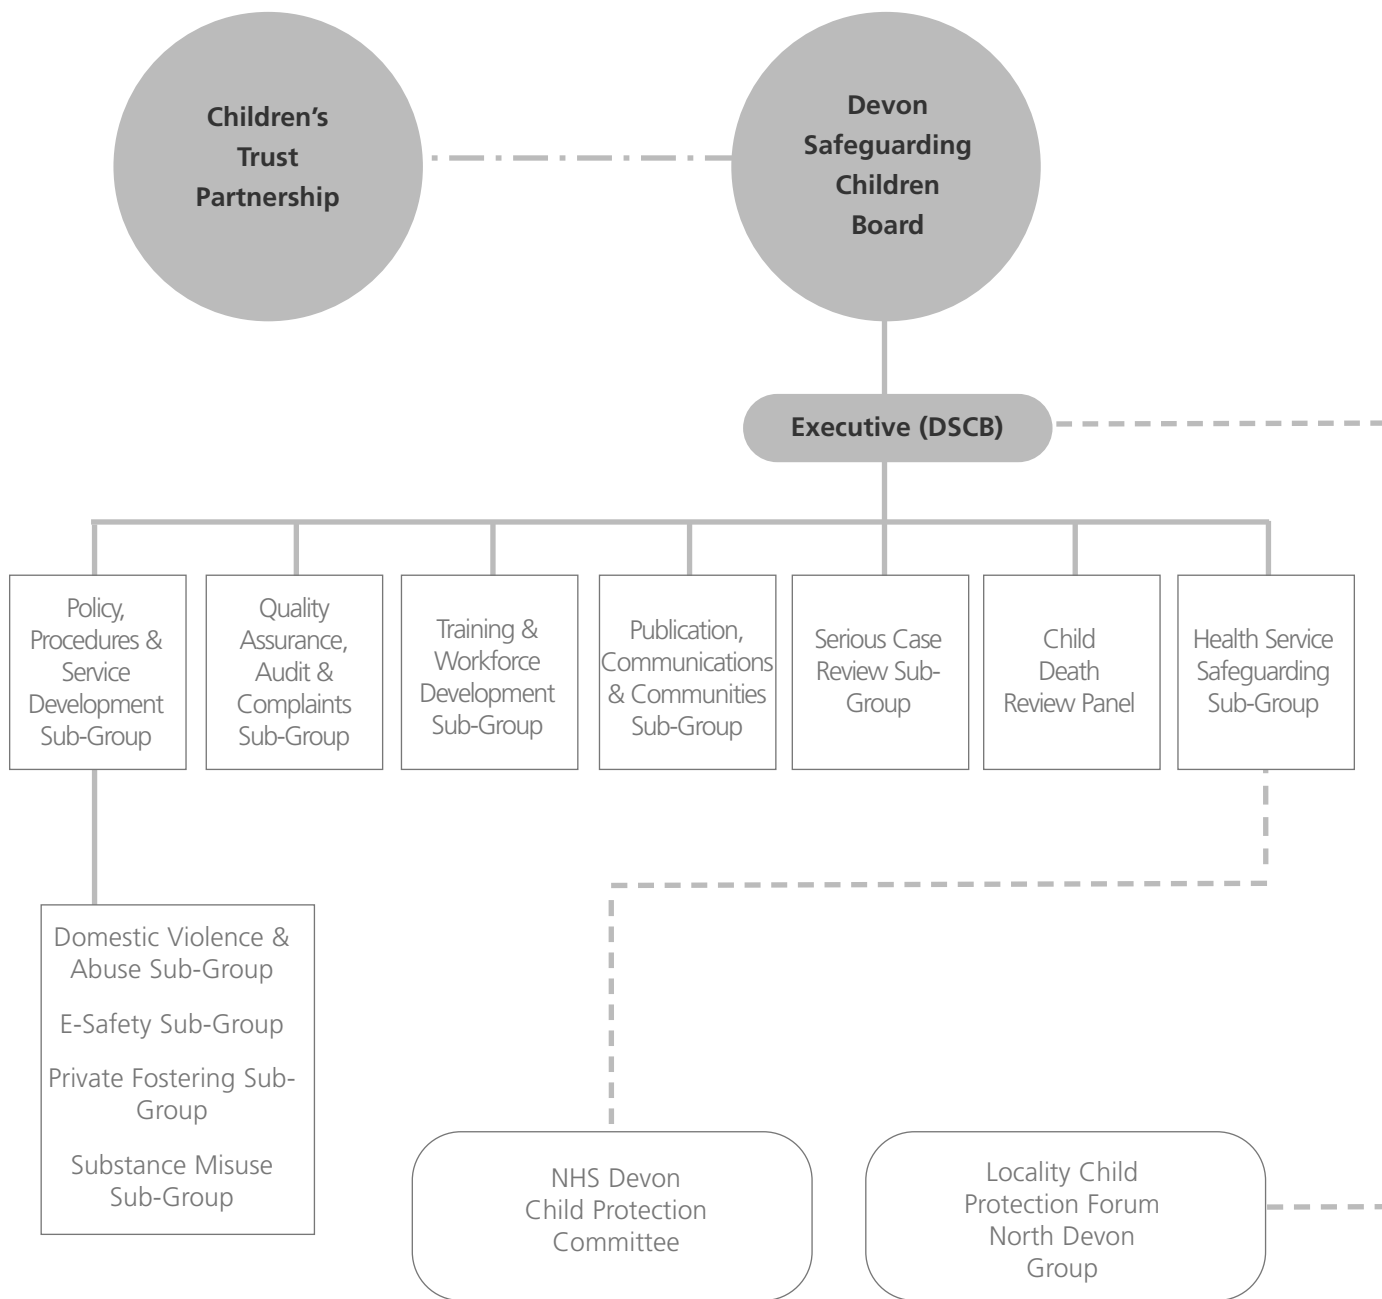 Children’s
Trust
Partnership
Devon
Safeguarding
Children
Board
Executive (DSCB)
Policy,
Procedures &
Service
Development
Sub-Group
Quality
Assurance,
Audit &
Complaints
Sub-Group
Training &
Workforce
Development
Sub-Group
Publication,
Communications
& Communities
Sub-Group
Serious Case
Review Sub-
Group
Child
Death
Review Panel
Health Service
Safeguarding
Sub-Group
Domestic Violence &
Abuse Sub-Group
E-Safety Sub-Group
Private Fostering Sub-
Group
Substance Misuse
Sub-Group
NHS Devon
Child Protection
Committee
Locality Child
Protection Forum
North Devon
Group